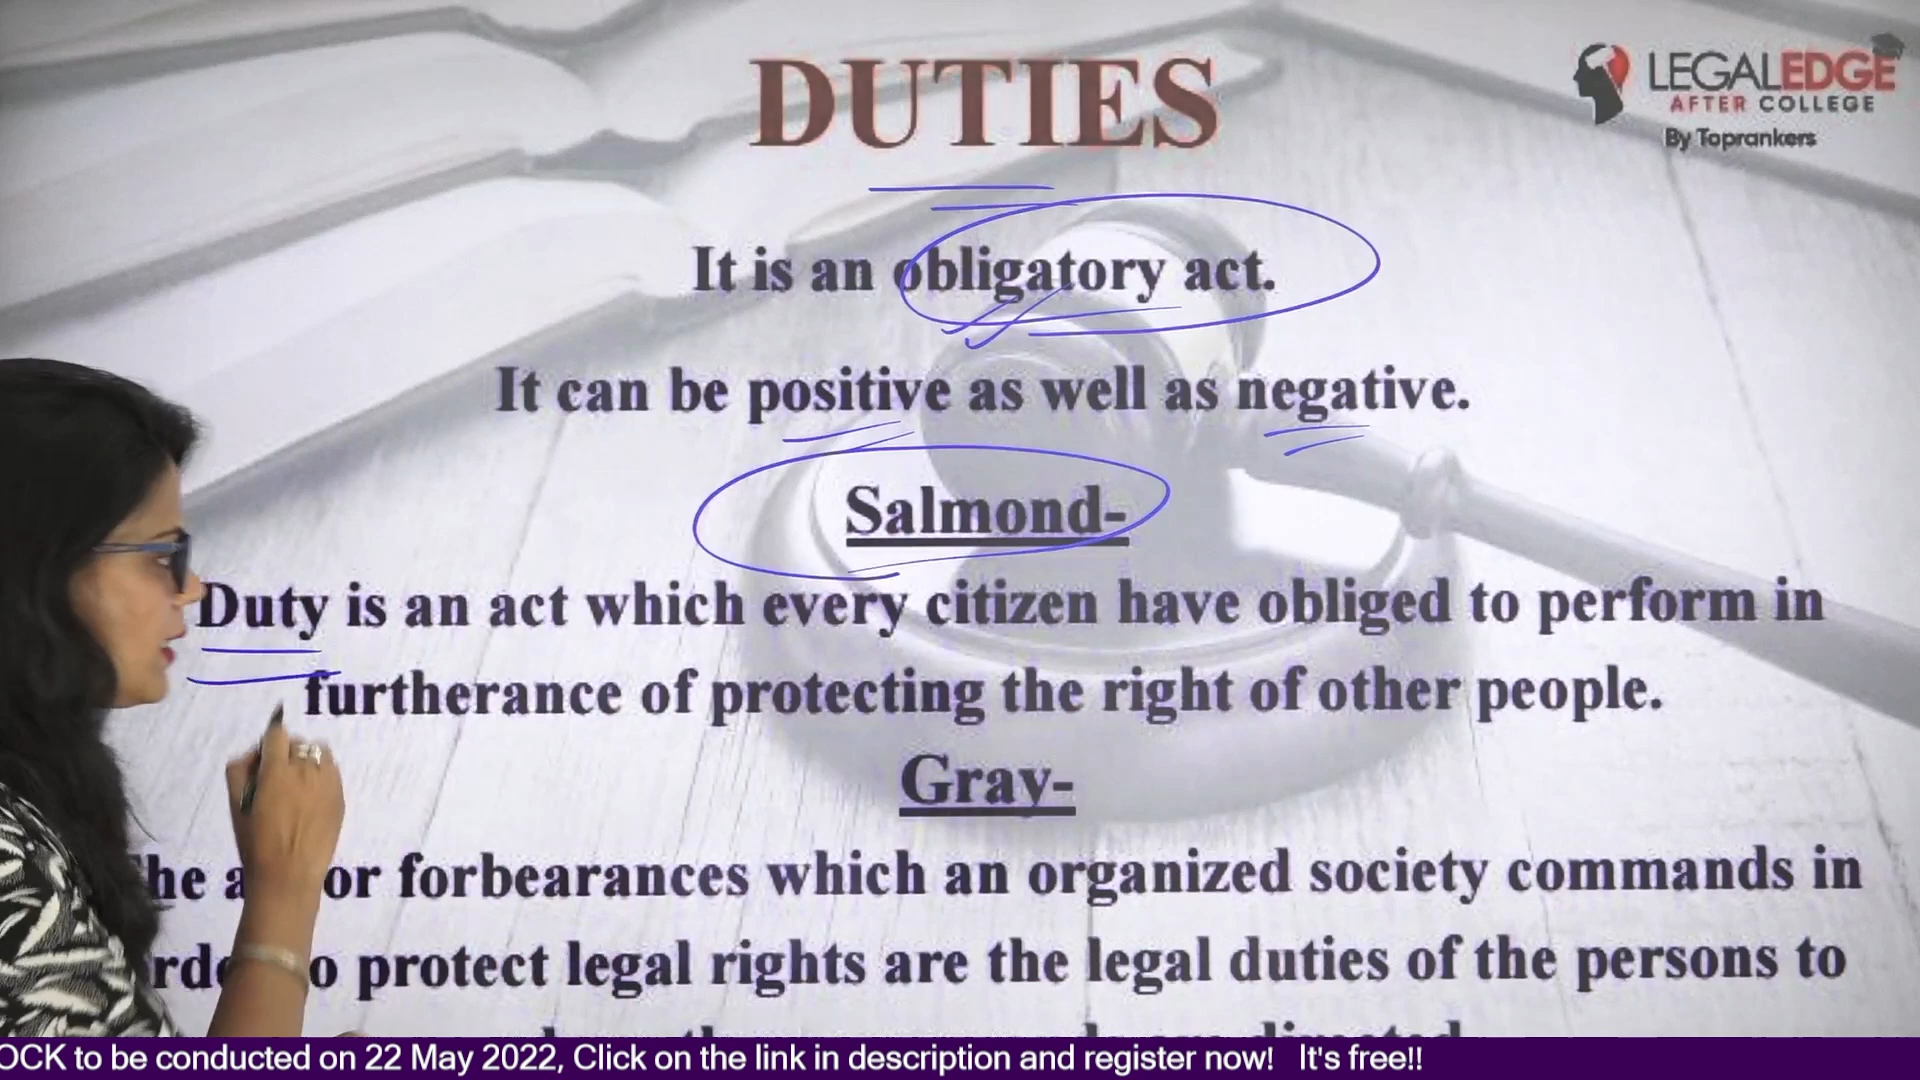 DUTIES
LEGALEDGE
AFTER COLLEGE
By Toprankers
It is an obligatory act.
It can be positive as well as negative.
Salmond-
Duty is an act which every citizen have obliged to perform in
furtherance of protecting the right of other people.
Gray-
or forbearances which an organized society commands in
protect legal rights are the legal duties of the persons to
OCK to be conducted on 22 May 2022, Click on the link in description and register now! It's free!!